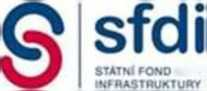 sfdi
STÁTNÍ FOND
INFRASTRUKTURY